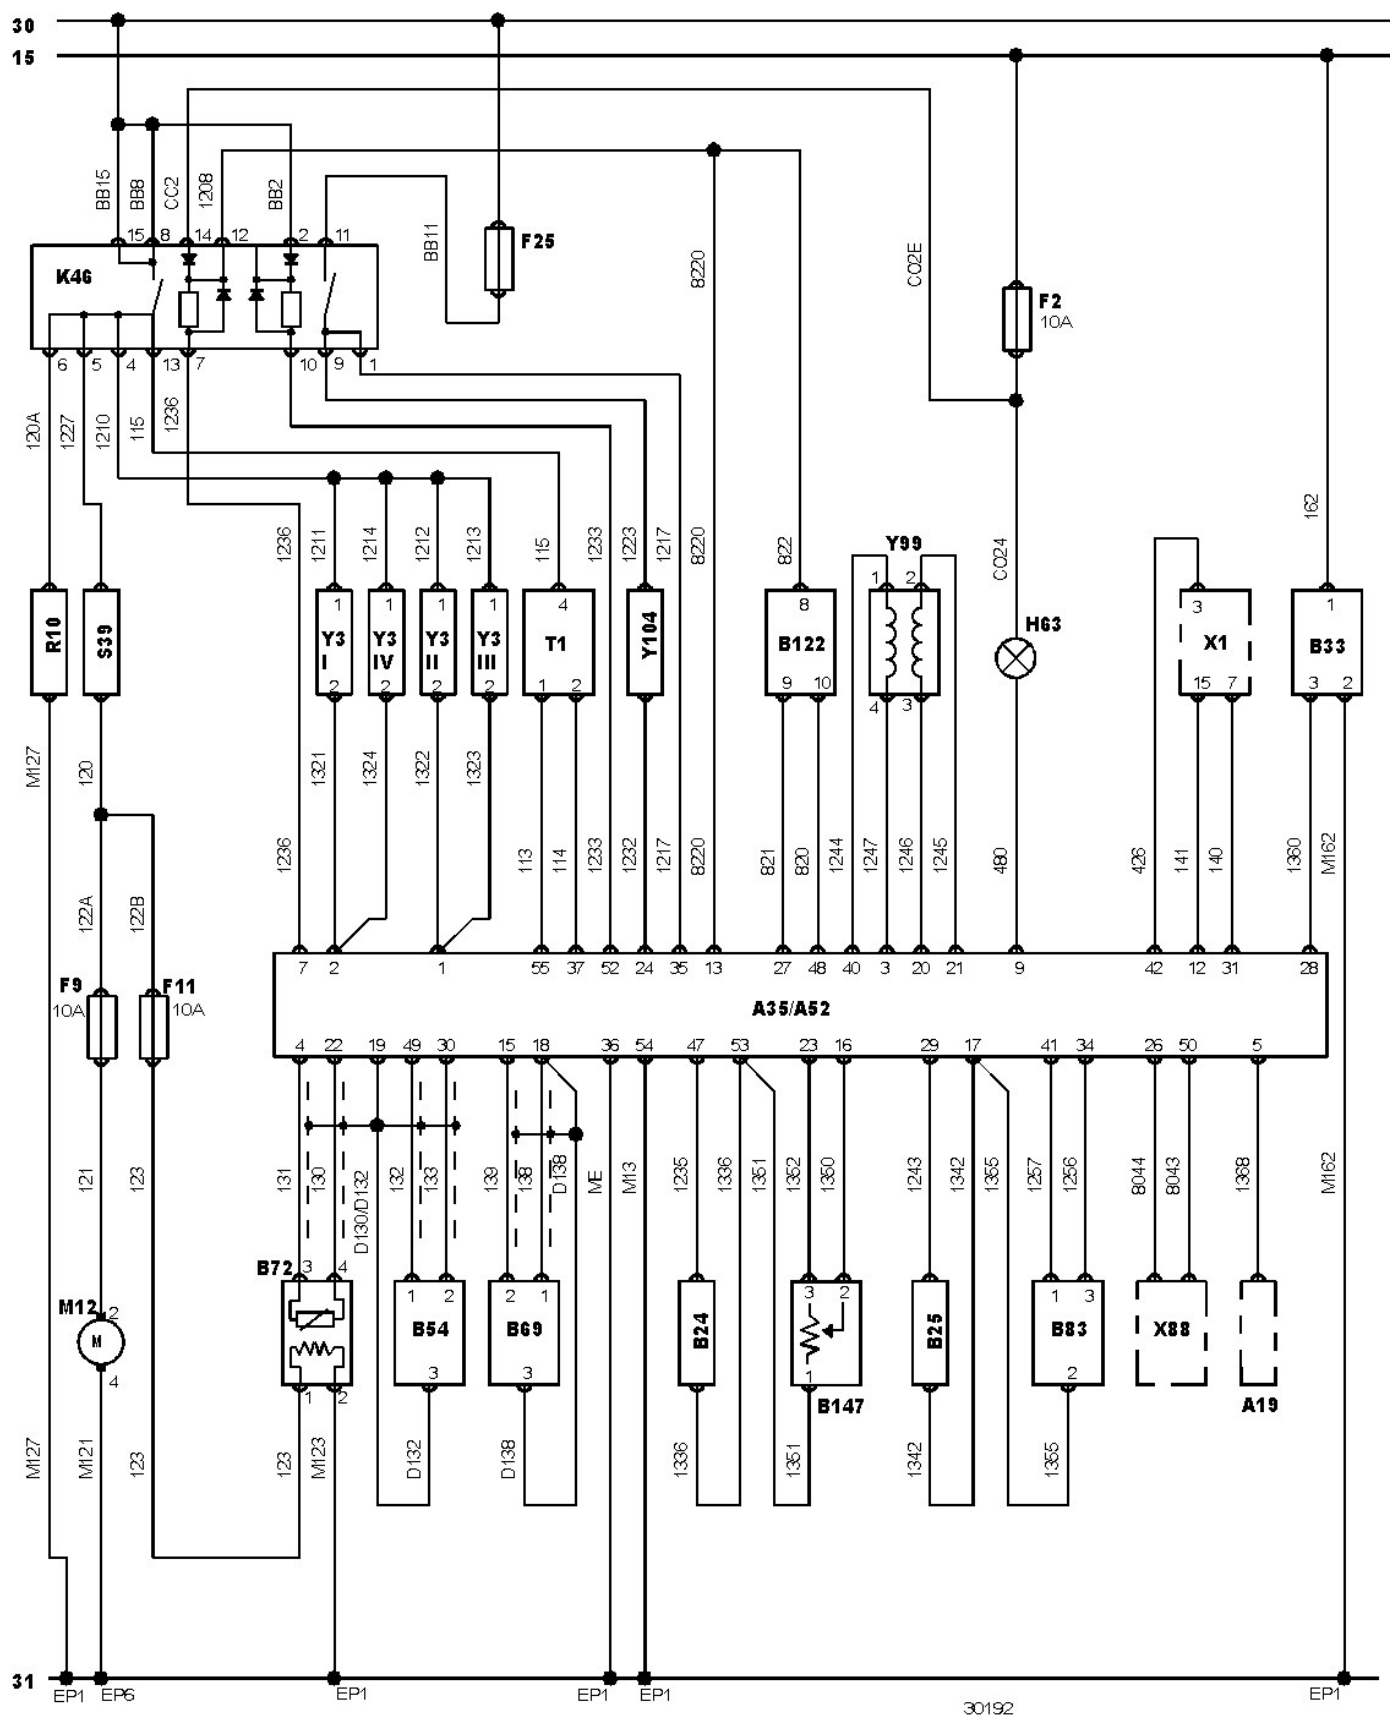 30
15
BB15
BB8
CC2
1208
BB2
BB11
F25
8220
CO2E
15 8 14 12 2 11
K46
F2
10A
6 5 4 13 7 10 9 1
120A
1227
1210
115
1236
162
1236
1211
1214
1212
1213
115
1233
1223
1217
8220
822
Y99
CO24
1 2
R10
S39
1
Y3
I
2
1
Y3
IV
2
1
Y3
II
2
1
Y3
III
2
4
T1
1 2
Y104
8
B122
9 10
4 3
H63
3
X1
15 7
1
B33
3 2
M127
120
1321
1324
1322
1323
1236
113
114
1233
1232
1217
8220
821
820
1244
1247
1246
1245
480
426
141
140
1360
M162
122A
122B
F9
10A
F11
10A
7 2 1 55 37 52 24 35 13 27 48 40 3 20 21 9 42 12 31 28
A35/A52
4 22 19 49 30 15 18 36 54 47 53 23 16 29 17 41 34 26 50 5
121
123
131
130
D130/D132
132
133
139
138
D138
ME
M13
1235
1336
1351
1352
1350
1243
1342
1355
1257
1256
8044
8043
1368
M162
B72
3 4
1 2
M12
2
M
4
1 2
B54
3
2 1
B69
3
B24
3 2
1
B147
B25
1 3
B83
2
X88
A19
M127
M121
123
123
M123
D132
D138
1336
1351
1342
1355
31
EP1
EP6
EP1
EP1
EP1
EP1
30192